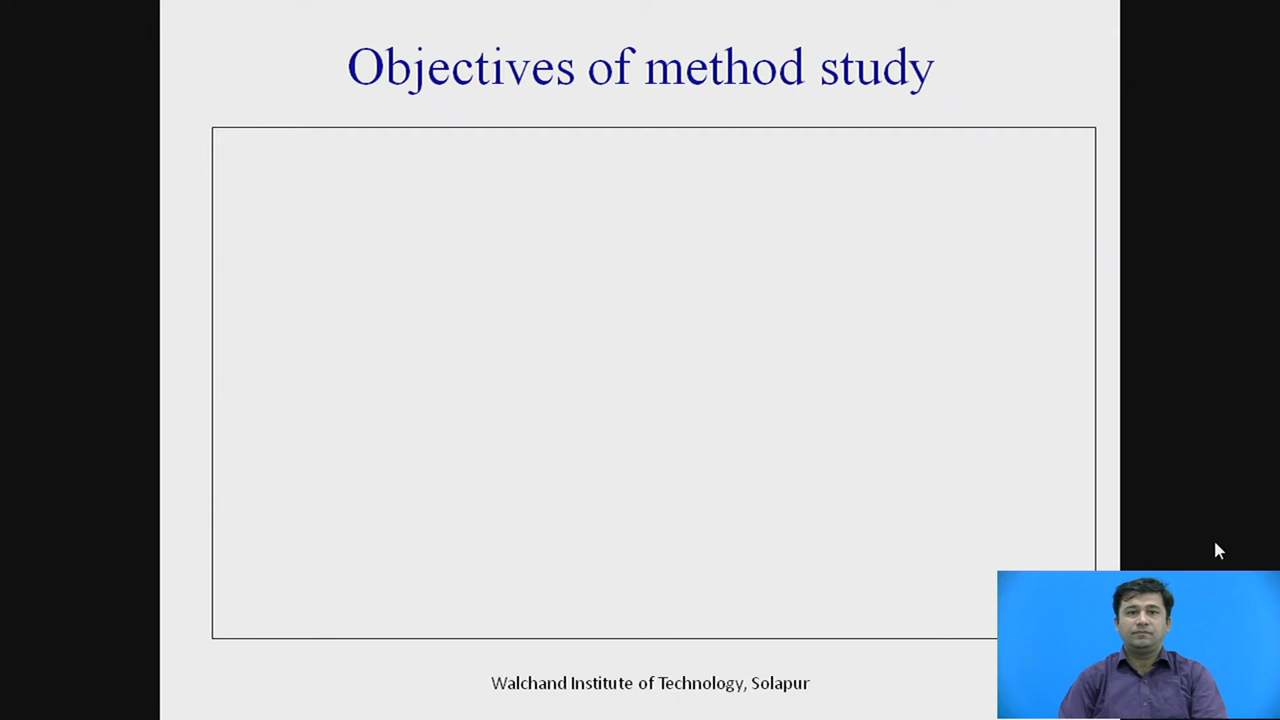 Objectives of method study
Walchand Institute of Technology, Solapur